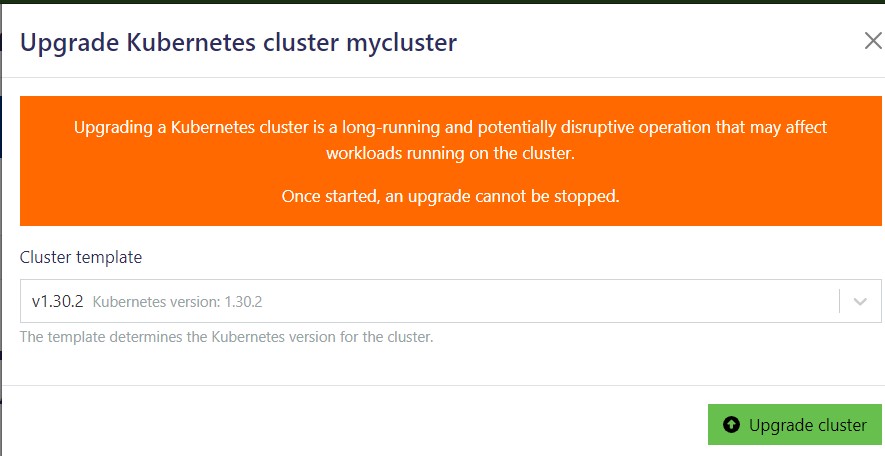 Upgrade Kubernetes cluster mycluster
Upgrading a Kubernetes cluster is a long-running and potentially disruptive operation that may affect
workloads running on the cluster.
Once started, an upgrade cannot be stopped.
Cluster template
v1.30.2 Kubernetes version: 1.30.2
The template determines the Kubernetes version for the cluster.
Upgrade cluster